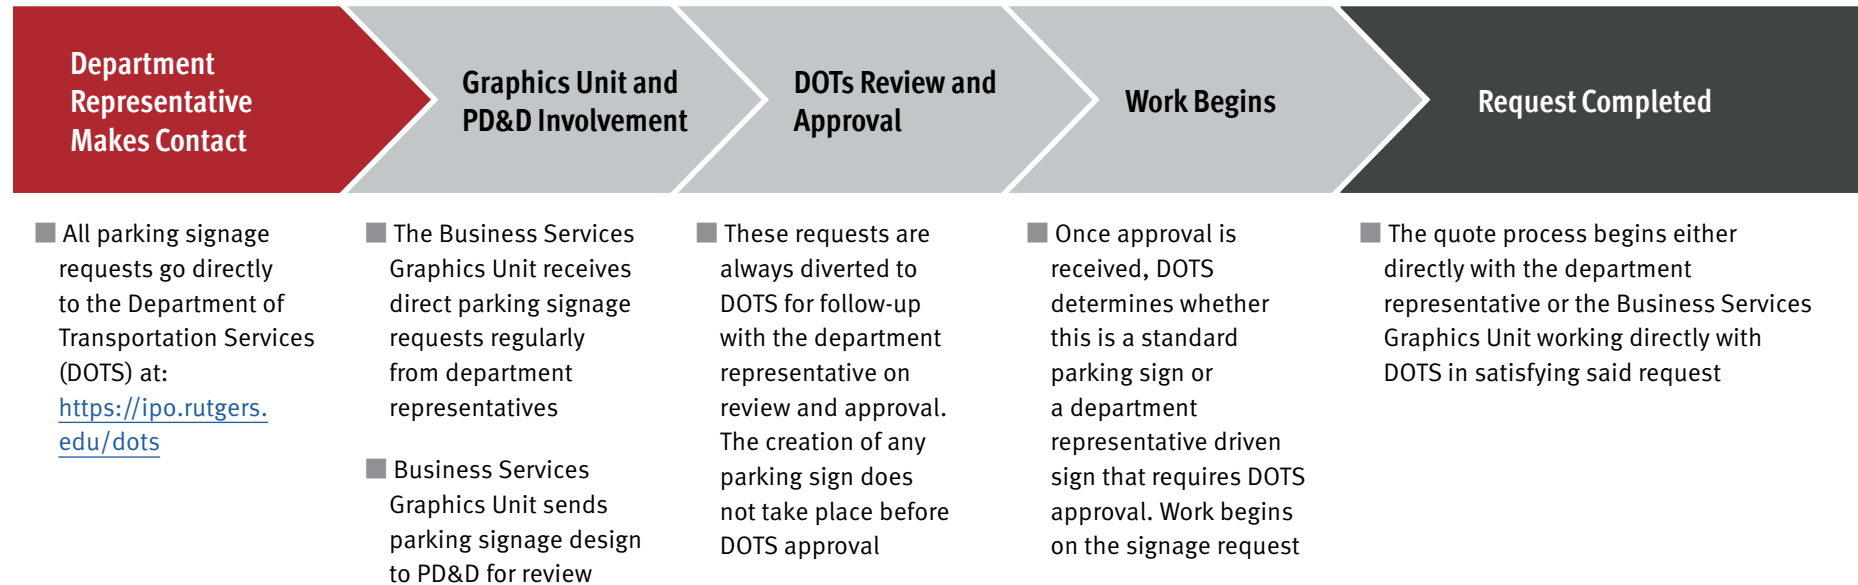 Department
Representative
Makes Contact
Graphics Unit and
PD&D Involvement
DOTs Review and
Approval
Work Begins
Request Completed
All parking signage
requests go directly
to the Department of
Transportation Services
(DOTS) at:
https://ipo.rutgers.
edu/dots
The Business Services
Graphics Unit receives
direct parking signage
requests regularly
from department
representatives
Business Services
Graphics Unit sends
parking signage design
to PD&D for review
These requests are
always diverted to
DOTS for follow-up
with the department
representative on
review and approval.
The creation of any
parking sign does
not take place before
DOTS approval
Once approval is
received, DOTS
determines whether
this is a standard
parking sign or
a department
representative driven
sign that requires DOTS
approval. Work begins
on the signage request
The quote process begins either
directly with the department
representative or the Business Services
Graphics Unit working directly with
DOTS in satisfying said request